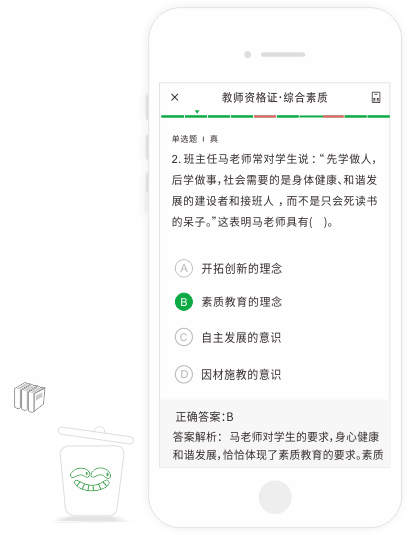 教师资格证·综合素质
单选题 | 真
2. 班主任马老师常对学生说：“先学做人，
后学做事，社会需要的是身体健康、和谐发
展的建设者和接班人，而不是只会死读书
的呆子。”这表明马老师具有(　)。
A 开拓创新的理念
B 素质教育的理念
C 自主发展的意识
D 因材施教的意识
正确答案：B
答案解析： 马老师对学生的要求，身心健康
和谐发展，恰恰体现了素质教育的要求。素质